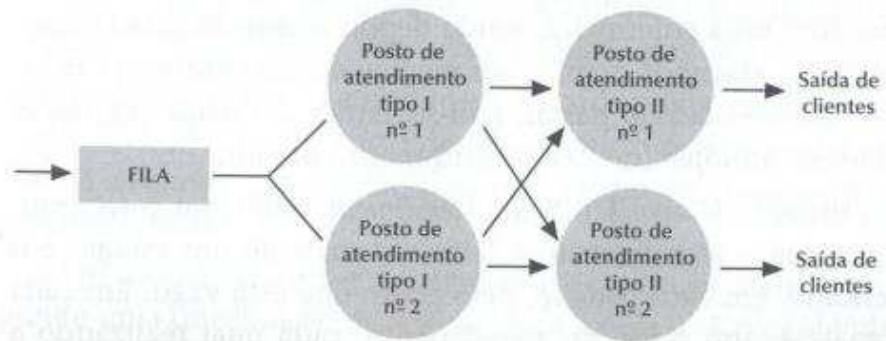 Posto de
atendimento
tipo I
nº 1
Posto de
atendimento
tipo II
nº 1
Saída de
clientes
FILA
Posto de
atendimento
tipo I
nº 2
Posto de
atendimento
tipo II
nº 2
Saída de
clientes